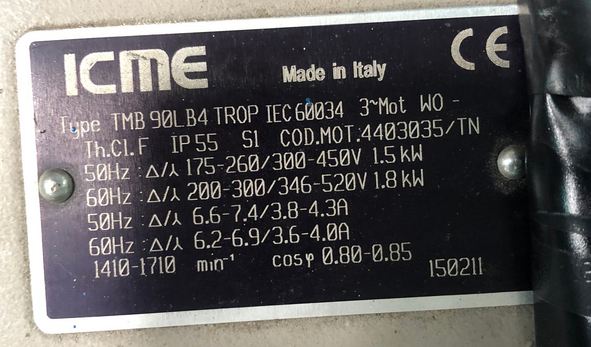 ICME
CE
Made in Italy
Type TMB 90LB4 TROP IEC 60034 3~Mot WO -
Th.Cl.F IP 55 S1 COD.MOT.:4403035/TN
50Hz :Δ/⅄ 175-260/300-450V 1.5 kW
60Hz :Δ/⅄ 200-300/346-520V 1.8 kW
50Hz :Δ/⅄ 6.6-7.4/3.8-4.3A
60Hz :Δ/⅄ 6.2-6.9/3.6-4.0A
1410-1710 min⁻¹ cosφ 0.80-0.85
150211